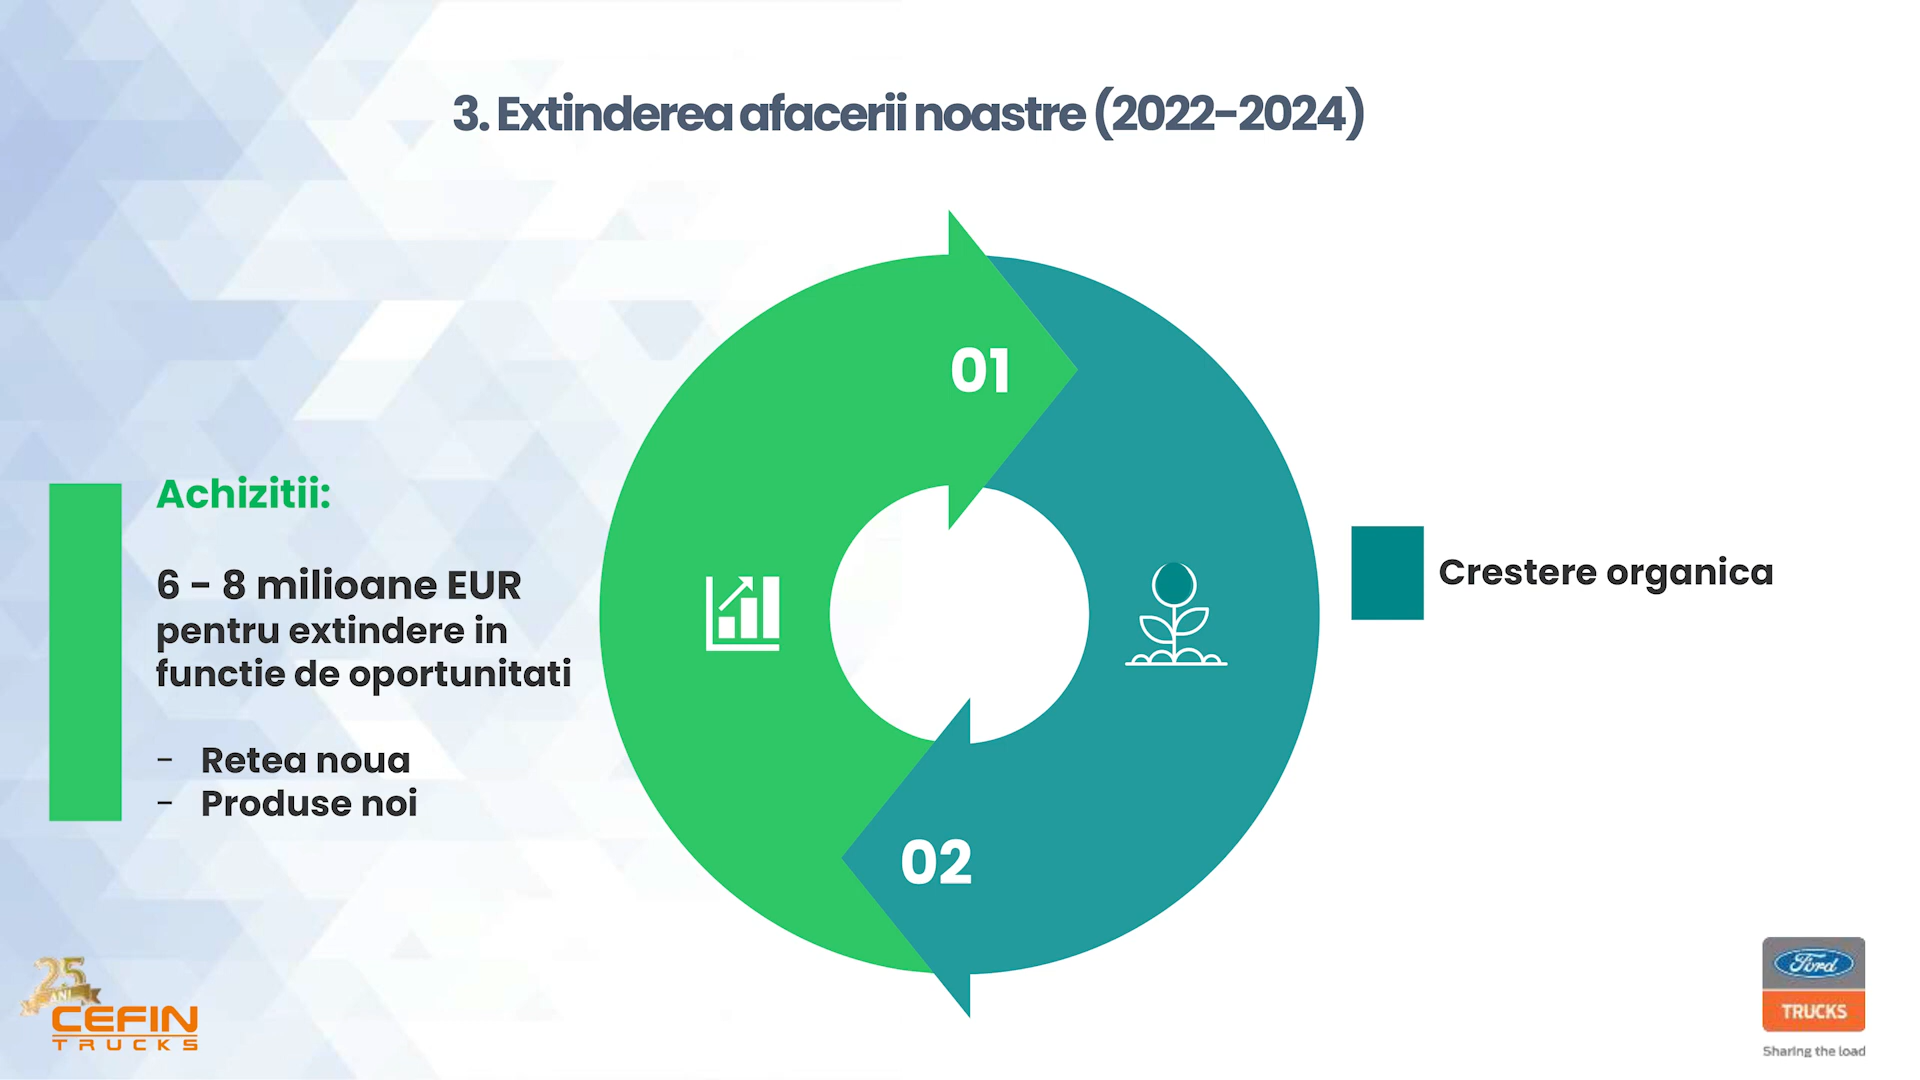 3. Extinderea afacerii noastre (2022-2024)
01
Achizitii:
6 - 8 milioane EUR
pentru extindere in
functie de oportunitati
- Retea noua
- Produse noi
Crestere organica
02
25
ANI
CEFIN
TRUCKS
Ford
TRUCKS
Sharing the load